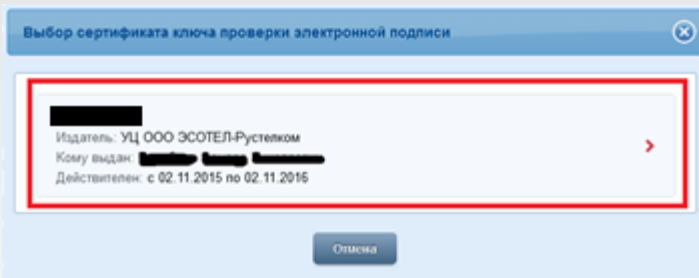 Выбор сертификата ключа проверки электронной подписи
Издатель: УЦ ООО ЭСОТЕЛ-Рустелком
Кому выдан:
Действителен: с 02.11.2015 по 02.11.2016
Отмена